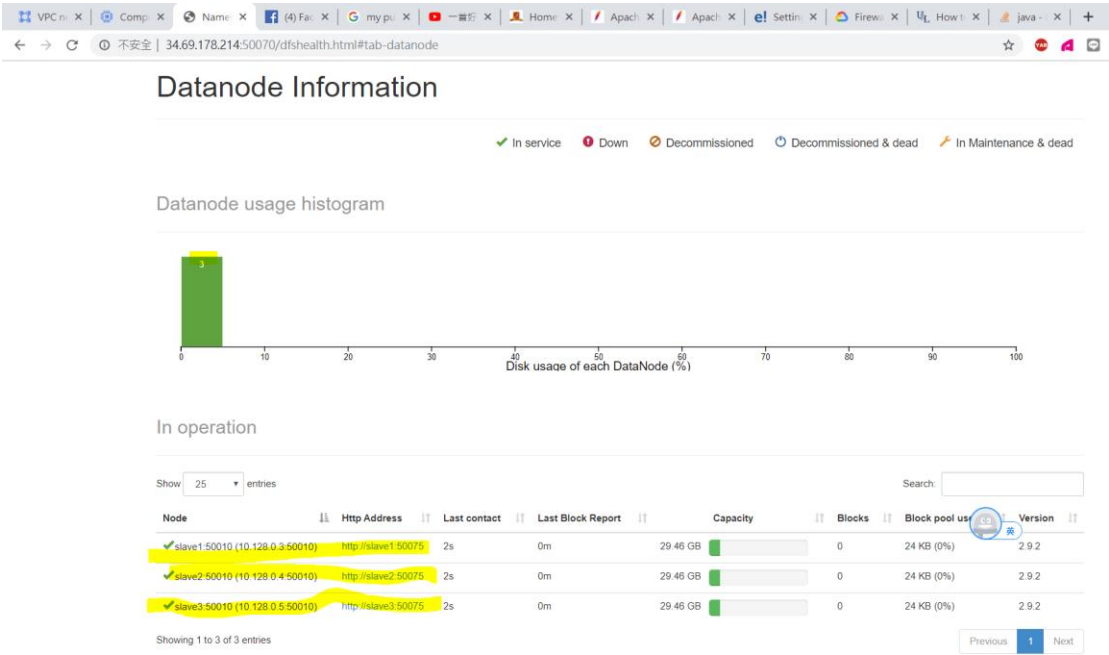 VPC n Comp Name (4) Fac my pu 一首好 Home Apach Apach Settin Firewa How t java -
不安全 | 34.69.178.214:50070/dfshealth.html#tab-datanode
Datanode Information
In service Down Decommissioned Decommissioned & dead In Maintenance & dead
Datanode usage histogram
3
0 10 20 30 40 50 60 70 80 90 100
Disk usage of each DataNode (%)
In operation
Show 25 entries Search:
Node Http Address Last contact Last Block Report Capacity Blocks Block pool use Version
slave1:50010 (10.128.0.3:50010) http://slave1:50075 2s 0m 29.46 GB 0 24 KB (0%) 2.9.2
slave2:50010 (10.128.0.4:50010) http://slave2:50075 2s 0m 29.46 GB 0 24 KB (0%) 2.9.2
slave3:50010 (10.128.0.5:50010) http://slave3:50075 2s 0m 29.46 GB 0 24 KB (0%) 2.9.2
英
Showing 1 to 3 of 3 entries Previous 1 Next